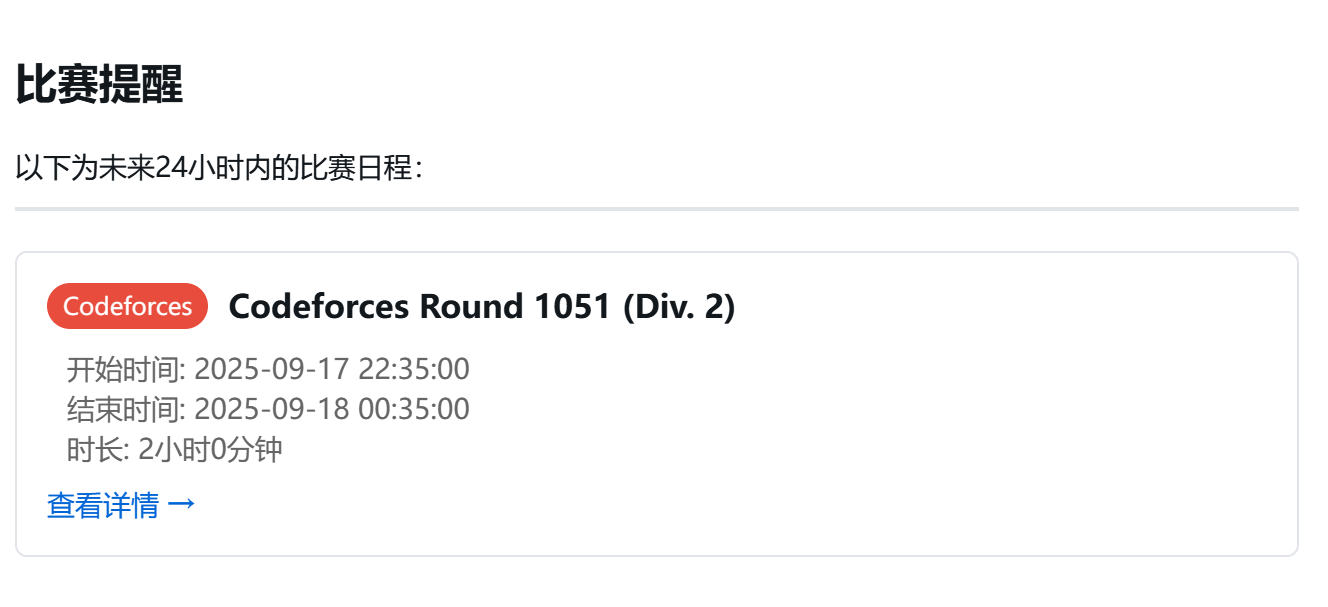 比赛提醒
以下为未来24小时内的比赛日程：
Codeforces Codeforces Round 1051 (Div. 2)
开始时间: 2025-09-17 22:35:00
结束时间: 2025-09-18 00:35:00
时长: 2小时0分钟
查看详情 →